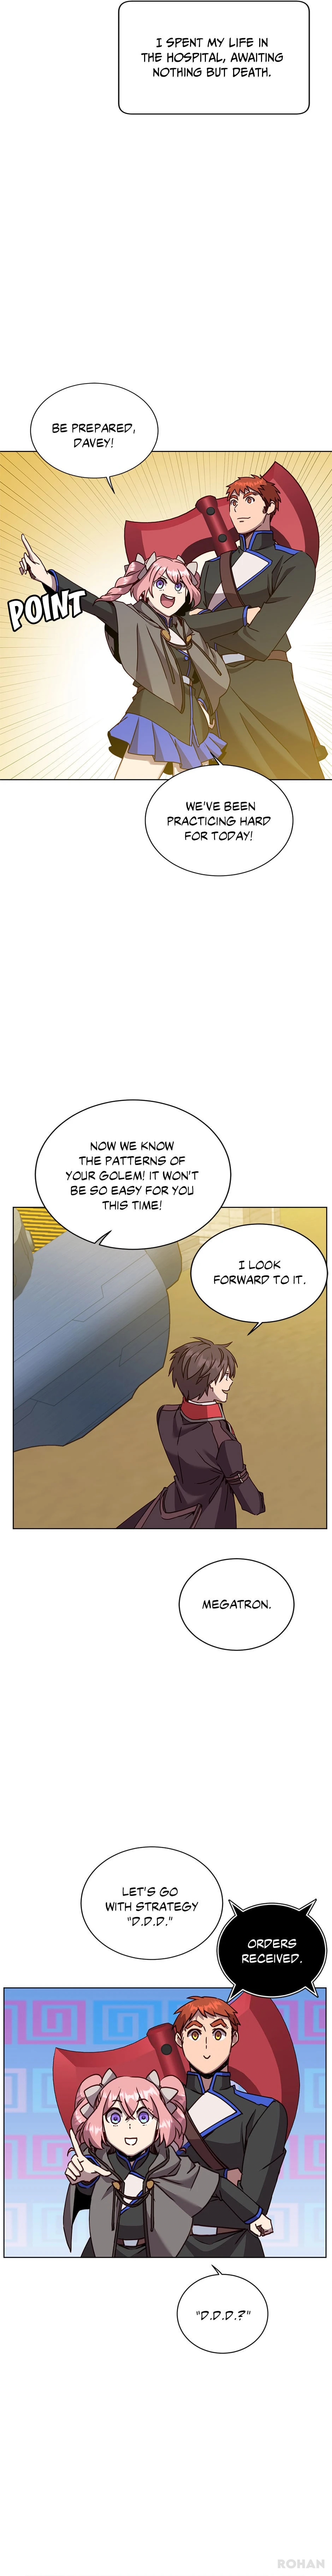 I SPENT MY LIFE IN
THE HOSPITAL, AWAITING
NOTHING BUT DEATH.
BE PREPARED,
DAVEY!
POINT
WE'VE BEEN
PRACTICING HARD
FOR TODAY!
NOW WE KNOW
THE PATTERNS OF
YOUR GOLEM! IT WON'T
BE SO EASY FOR YOU
THIS TIME!
I LOOK
FORWARD TO IT.
MEGATRON.
LET'S GO
WITH STRATEGY
"D.D.D."
ORDERS
RECEIVED.
"D.D.D.?"
ROHAN